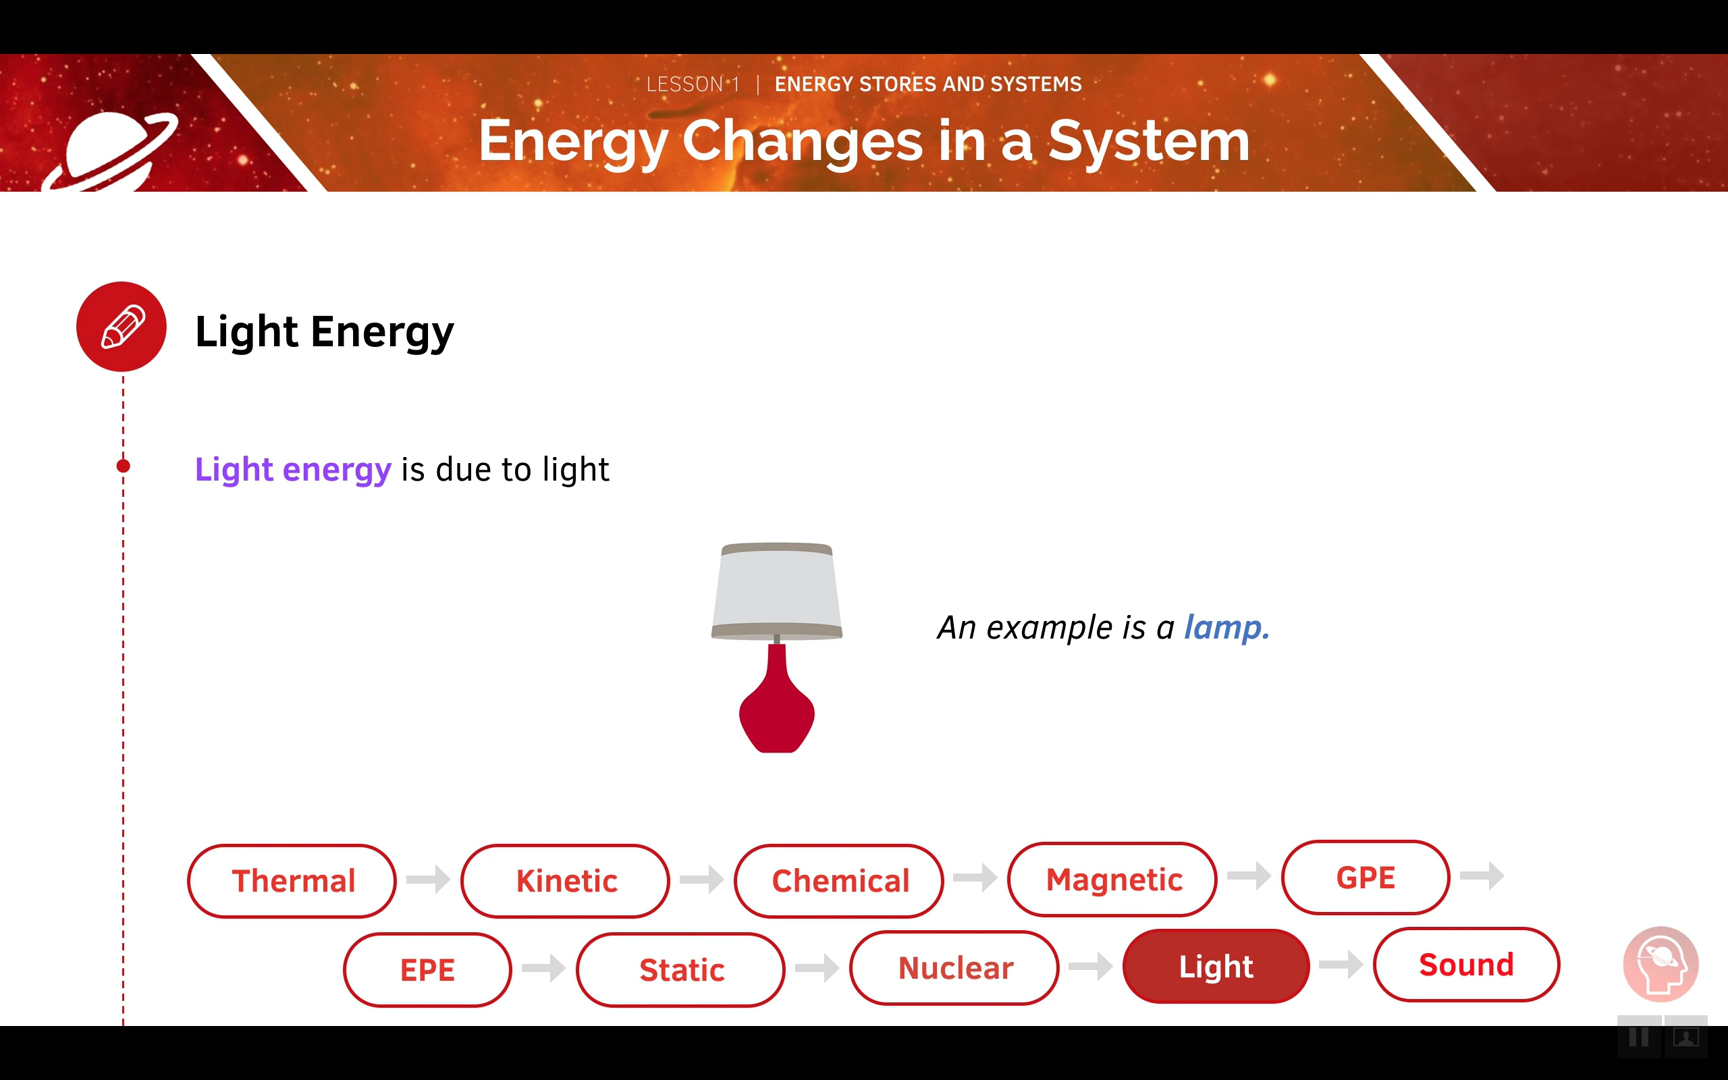 LESSON 1 | ENERGY STORES AND SYSTEMS
Energy Changes in a System
Light Energy
Light energy is due to light
An example is a lamp.
Thermal Kinetic Chemical Magnetic GPE
EPE Static Nuclear Light Sound